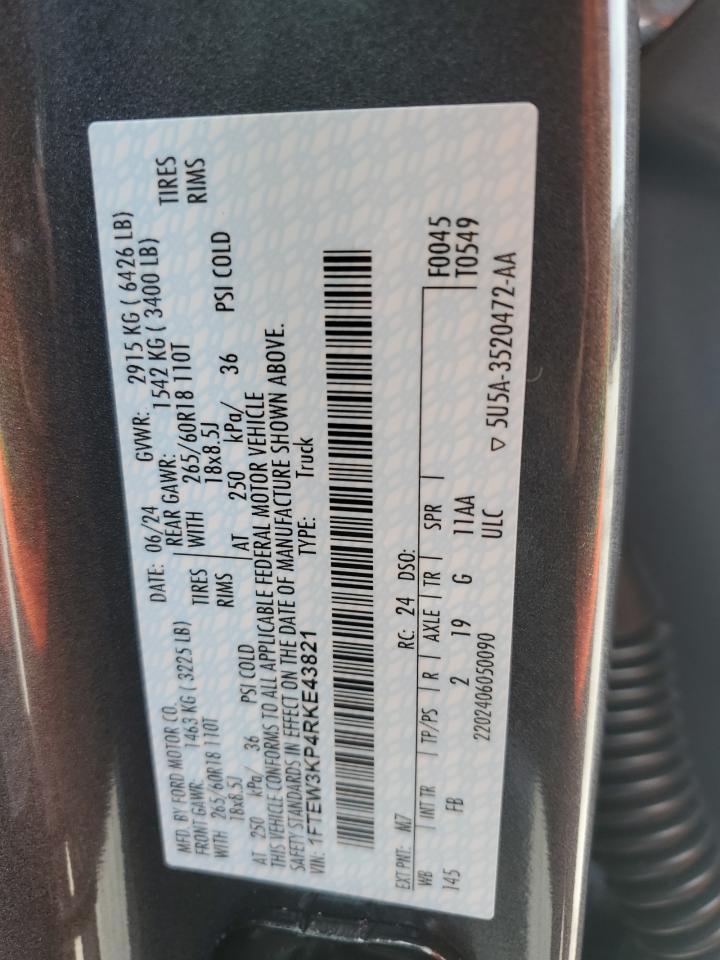 MFD. BY FORD MOTOR CO. DATE: 06/24 GVWR: 2915 KG ( 6426 LB)
FRONT GAWR: 1463 KG ( 3225 LB) REAR GAWR: 1542 KG ( 3400 LB)
WITH 265/60R18 110T TIRES WITH 265/60R18 110T TIRES
18x8.5J RIMS 18x8.5J RIMS
AT 250 kPa/ 36 PSI COLD AT 250 kPa/ 36 PSI COLD
THIS VEHICLE CONFORMS TO ALL APPLICABLE FEDERAL MOTOR VEHICLE
SAFETY STANDARDS IN EFFECT ON THE DATE OF MANUFACTURE SHOWN ABOVE.
VIN: 1FTEW3KP4RKE43821 TYPE: Truck
EXT PNT: M7 RC: 24 DSO: F0045
WB INT TR TP/PS R AXLE TR SPR T0549
145 FB 2 19 G 11AA
2202406050090 ULC ▽ 5U5A-3520472-AA